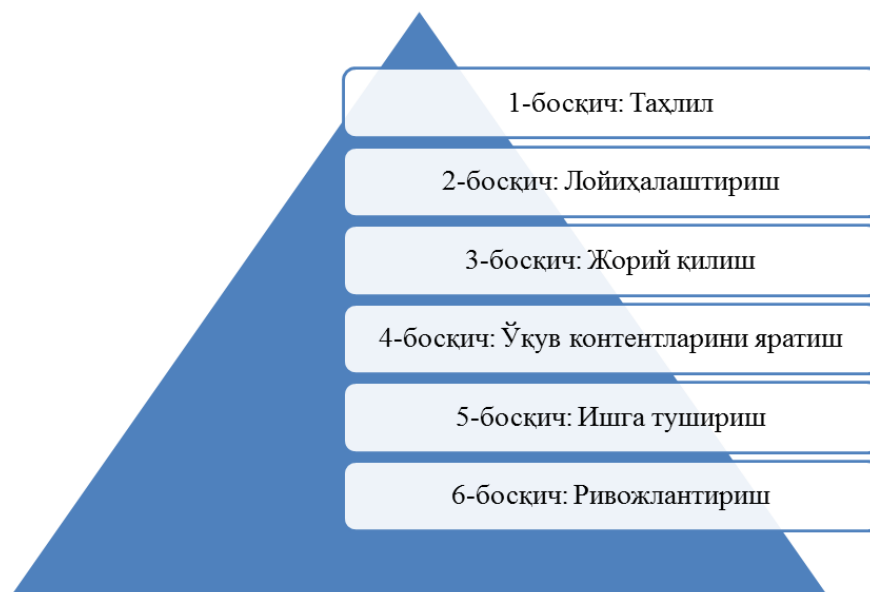 1-босқич: Таҳлил
2-босқич: Лойиҳалаштириш
3-босқич: Жорий қилиш
4-босқич: Ўқув контентларини яратиш
5-босқич: Ишга тушириш
6-босқич: Ривожлантириш